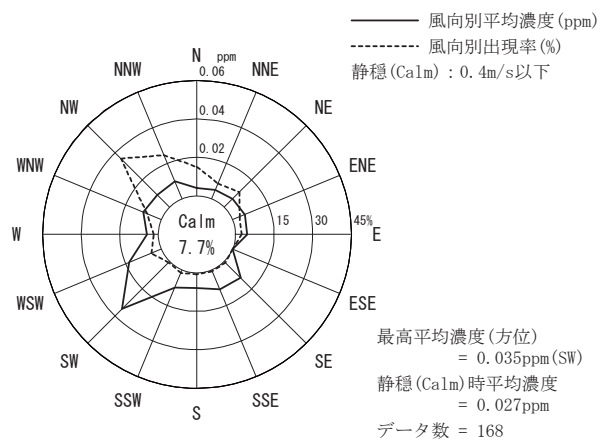 風向別平均濃度(ppm)
風向別出現率(%)
静穏(Calm)：0.4m/s以下
N ppm
0.06
0.04
0.02
NNW
NNE
NW
NE
WNW
ENE
Calm
7.7%
15 30 45%
W
E
WSW
ESE
SW
SE
SSW
SSE
S
最高平均濃度(方位)
= 0.035ppm(SW)
静穏(Calm)時平均濃度
= 0.027ppm
データ数 = 168